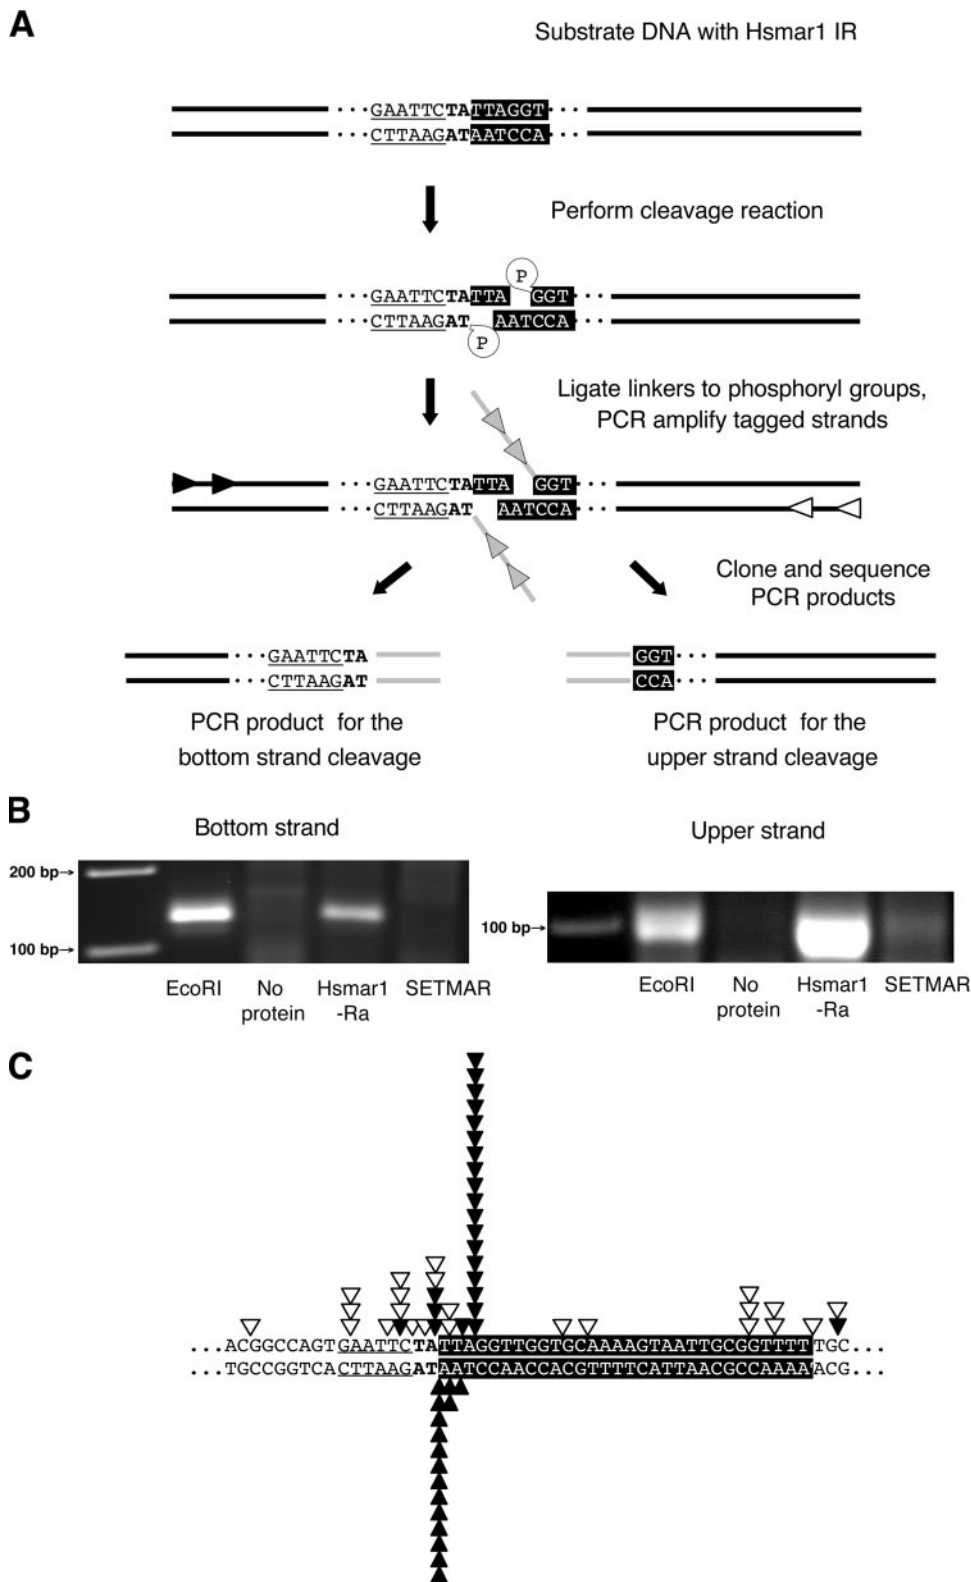 A
Substrate DNA with Hsmar1 IR
···GAATTCTATTAGGT····
···CTTAAGATAATCCA····
Perform cleavage reaction
P
···GAATTCTATTA GGT····
···CTTAAGAT AATCCA····
P
Ligate linkers to phosphoryl groups,
PCR amplify tagged strands
···GAATTCTATTA GGT····
···CTTAAGAT AATCCA····
Clone and sequence
PCR products
···GAATTCTA
···CTTAAGAT
GGT····
CCA····
PCR product for the
bottom strand cleavage
PCR product for the
upper strand cleavage
B
Bottom strand
Upper strand
200 bp→
100 bp→
100 bp→
EcoRI
No
protein
Hsmar1
-Ra
SETMAR
EcoRI
No
protein
Hsmar1
-Ra
SETMAR
C
...ACGGCCAGTGAATTCTATTAGGTTGGTGCAAAAGTAATTGCGGTTTTTGC...
...TGCCGGTCACTTAAGATAATCCAACCACGTTTTCATTAACGCCAAAAACG...